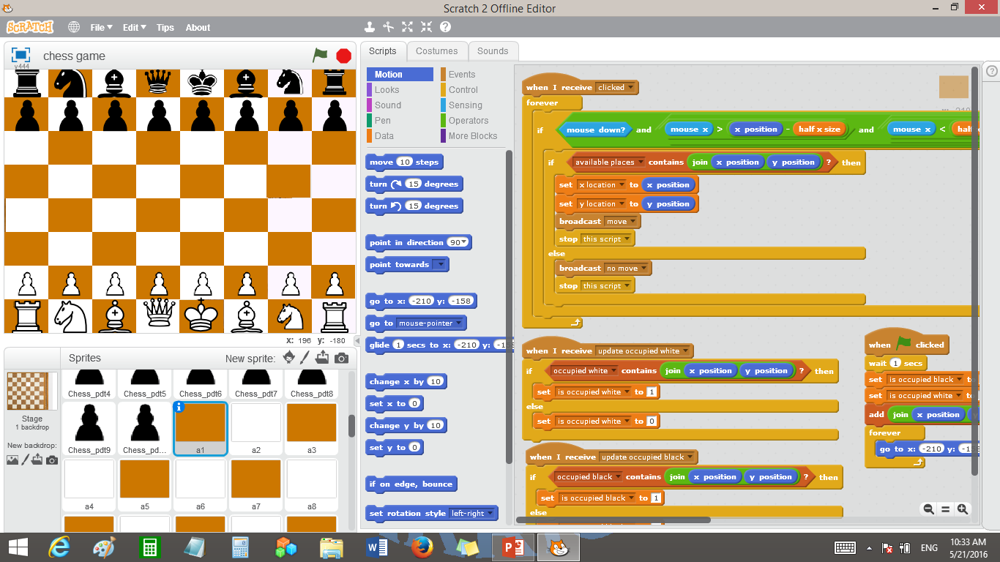 Scratch 2 Offline Editor
SCRATCH File Edit Tips About
v444 chess game
Scripts Costumes Sounds
Motion Events
Looks Control
Sound Sensing
Pen Operators
Data More Blocks
move 10 steps
turn 15 degrees
turn 15 degrees
point in direction 90
point towards
go to x: -210 y: -158
go to mouse-pointer
glide 1 secs to x: -210 y:
change x by 10
set x to 0
change y by 10
set y to 0
if on edge, bounce
set rotation style left-right
when I receive clicked
forever
if mouse down? and mouse x > x position - half x size and mouse x <
if available places contains join x position y position ? then
set x location to x position
set y location to y position
broadcast move
stop this script
else
broadcast no move
stop this script
when I receive update occupied white
if occupied white contains join x position y position ? then
set is occupied white to 1
else
set is occupied white to 0
when I receive update occupied black
if occupied black contains join x position y position ? then
set is occupied black to 1
else
when clicked
wait 1 secs
set is occupied black to
set is occupied white to
add join x position
forever
go to x: -210 y:
x: 196 y: -180
Sprites New sprite:
Stage
1 backdrop
New backdrop:
Chess_pdt4 Chess_pdt5 Chess_pdt6 Chess_pdt7 Chess_pdt8
Chess_pdt9 Chess_pd... a1 a2 a3
a4 a5 a6 a7 a8
ENG
10:33 AM
5/21/2016